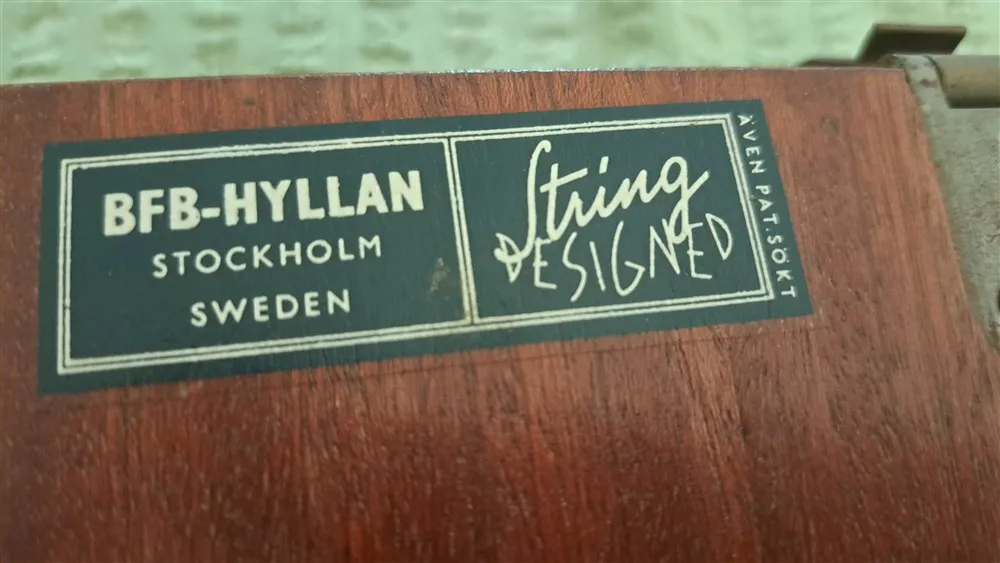 BFB-HYLLAN
STOCKHOLM
SWEDEN
String
DESIGNED
ÄVEN PAT. SÖKT